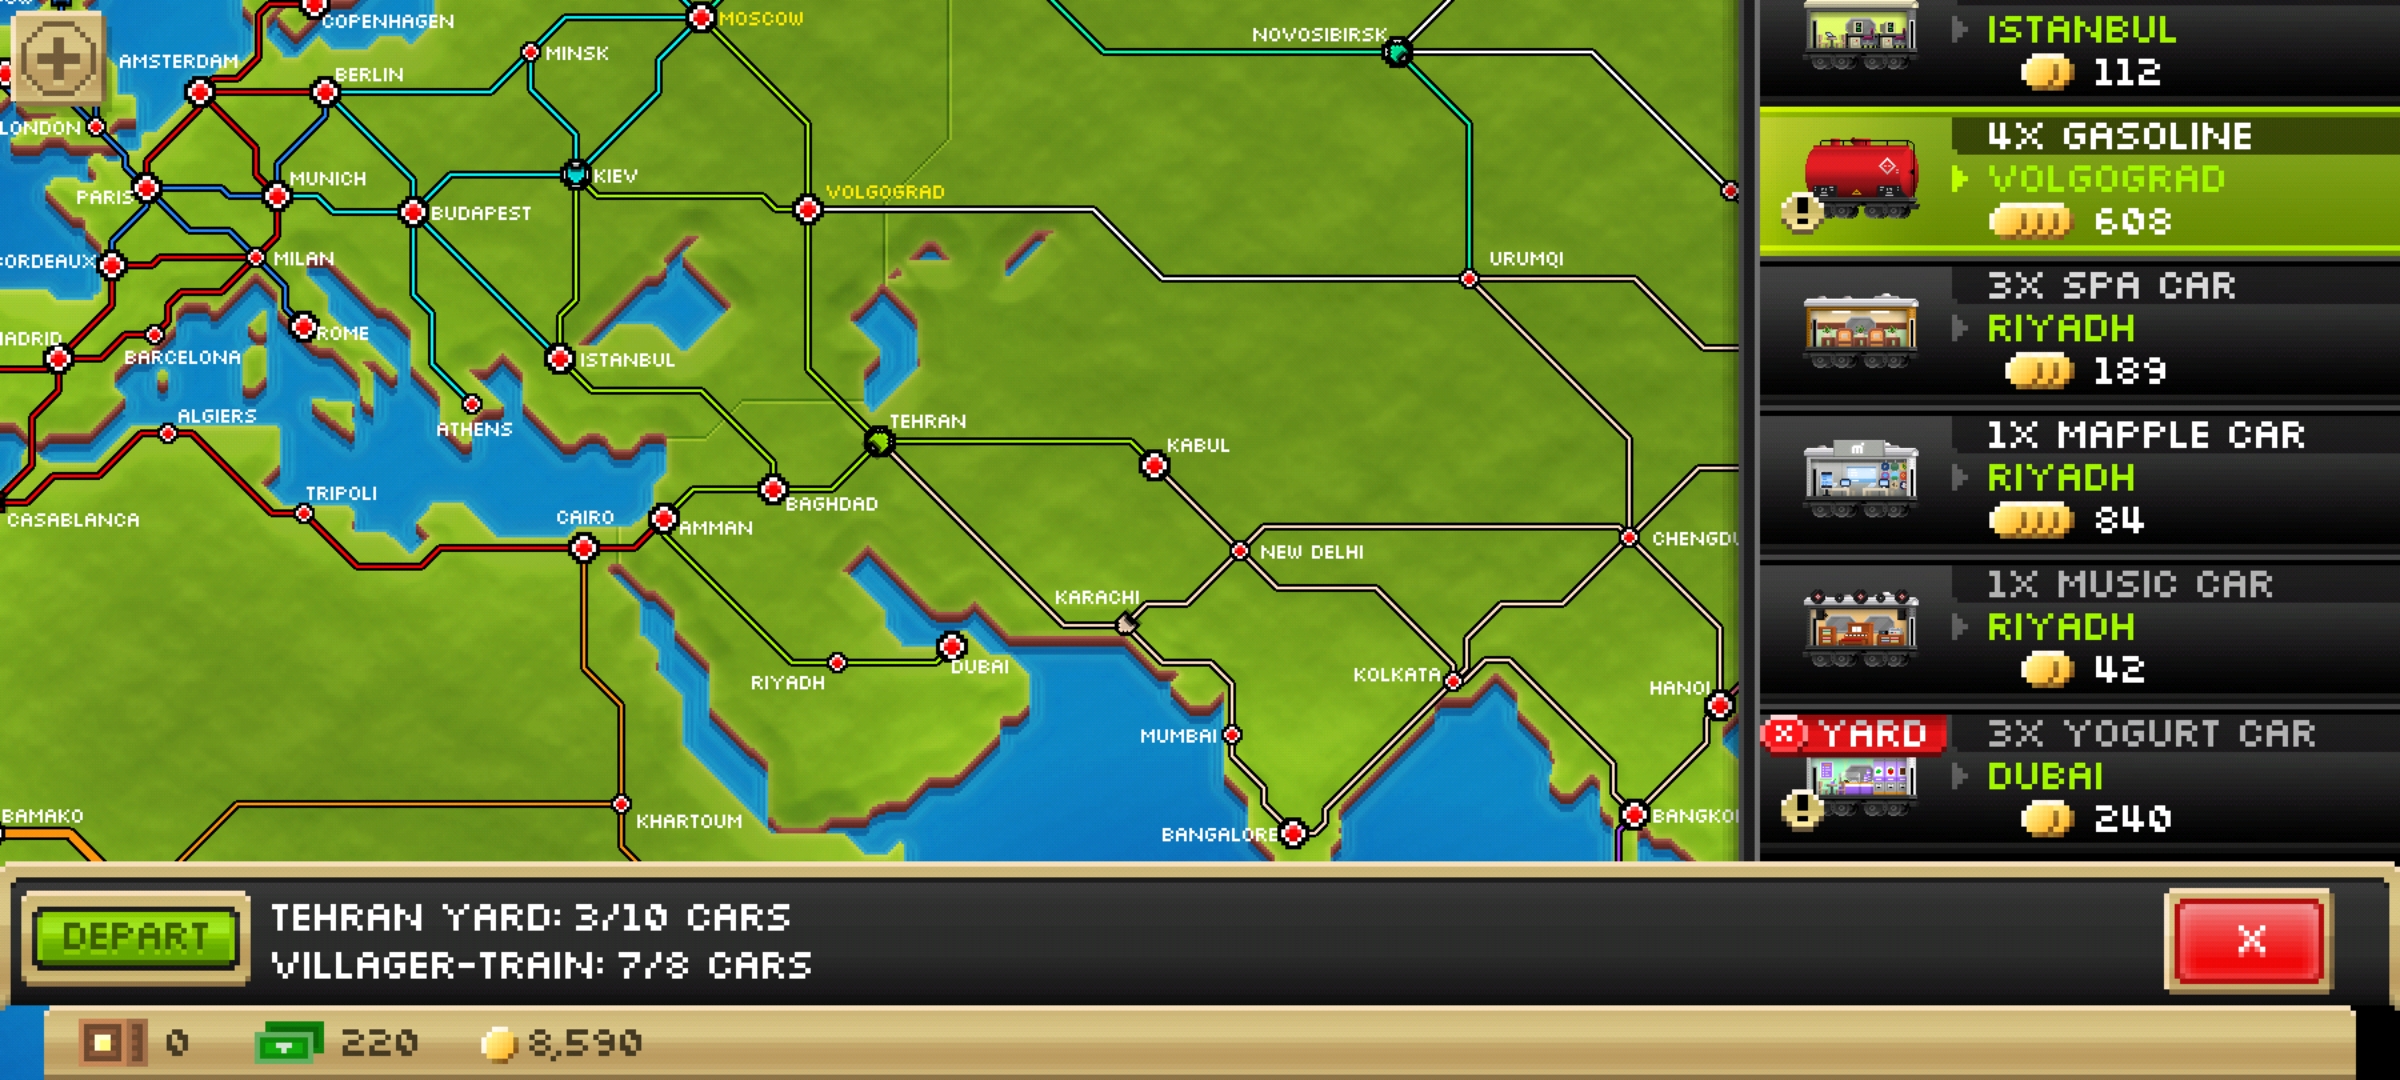 COPENHAGEN
MOSCOW
NOVOSIBIRSK
AMSTERDAM
BERLIN
MINSK
LONDON
PARIS
MUNICH
KIEV
BUDAPEST
VOLGOGRAD
ORDEAUX
MILAN
URUMQI
ADRID
BARCELONA
ROME
ISTANBUL
ALGIERS
ATHENS
TEHRAN
KABUL
TRIPOLI
CASABLANCA
CAIRO
AMMAN
BAGHDAD
NEW DELHI
CHENGDU
KARACHI
RIYADH
DUBAI
KOLKATA
HANOI
MUMBAI
BAMAKO
KHARTOUM
BANGALORE
BANGKO
ISTANBUL
112
4X GASOLINE
VOLGOGRAD
608
3X SPA CAR
RIYADH
189
1X MAPPLE CAR
RIYADH
84
1X MUSIC CAR
RIYADH
42
X YARD
3X YOGURT CAR
DUBAI
240
DEPART
TEHRAN YARD: 3/10 CARS
VILLAGER-TRAIN: 7/8 CARS
X
0
220
8,590